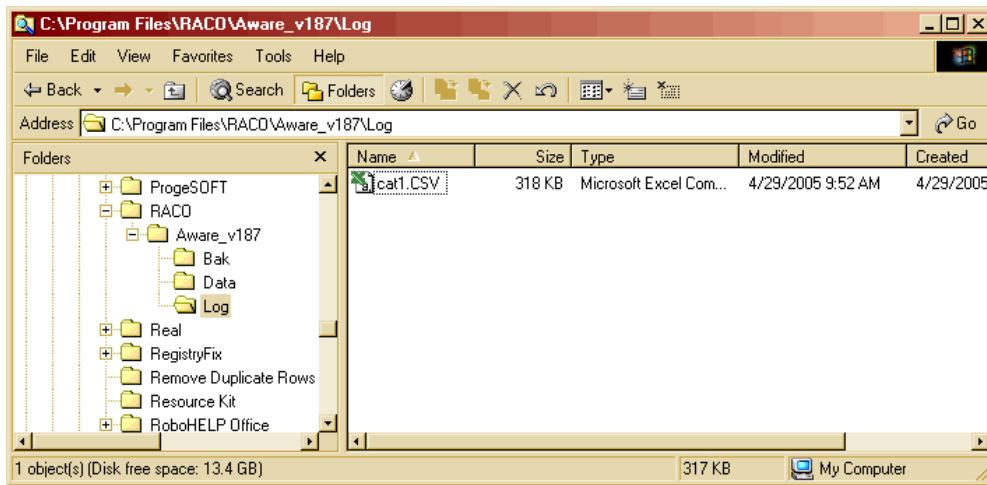 C:\Program Files\RACO\Aware_v187\Log
File Edit View Favorites Tools Help
Back Search Folders
Address C:\Program Files\RACO\Aware_v187\Log Go
Folders
Name Size Type Modified Created
cat1.CSV 318 KB Microsoft Excel Com... 4/29/2005 9:52 AM 4/29/2005
ProgeSOFT
RACO
Aware_v187
Bak
Data
Log
Real
RegistryFix
Remove Duplicate Rows
Resource Kit
RoboHELP Office
1 object(s) (Disk free space: 13.4 GB) 317 KB My Computer